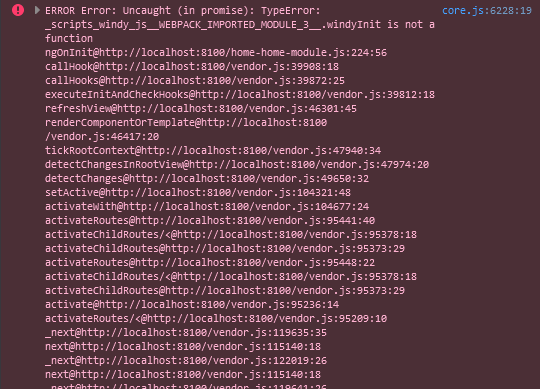 ERROR Error: Uncaught (in promise): TypeError: core.js:6228:19
_scripts_windy_js__WEBPACK_IMPORTED_MODULE_3__.windyInit is not a
function
ngOnInit@http://localhost:8100/home-home-module.js:224:56
callHook@http://localhost:8100/vendor.js:39908:18
callHooks@http://localhost:8100/vendor.js:39872:25
executeInitAndCheckHooks@http://localhost:8100/vendor.js:39812:18
refreshView@http://localhost:8100/vendor.js:46301:45
renderComponentOrTemplate@http://localhost:8100
/vendor.js:46417:20
tickRootContext@http://localhost:8100/vendor.js:47940:34
detectChangesInRootView@http://localhost:8100/vendor.js:47974:20
detectChanges@http://localhost:8100/vendor.js:49650:32
setActive@http://localhost:8100/vendor.js:104321:48
activateWith@http://localhost:8100/vendor.js:104677:24
activateRoutes@http://localhost:8100/vendor.js:95441:40
activateChildRoutes/<@http://localhost:8100/vendor.js:95378:18
activateChildRoutes@http://localhost:8100/vendor.js:95373:29
activateRoutes@http://localhost:8100/vendor.js:95448:22
activateChildRoutes/<@http://localhost:8100/vendor.js:95378:18
activateChildRoutes@http://localhost:8100/vendor.js:95373:29
activate@http://localhost:8100/vendor.js:95236:14
activateRoutes/<@http://localhost:8100/vendor.js:95209:10
_next@http://localhost:8100/vendor.js:119635:35
next@http://localhost:8100/vendor.js:115140:18
_next@http://localhost:8100/vendor.js:122019:26
next@http://localhost:8100/vendor.js:115140:18
_next@http://localhost:8100/vendor.js:119641:26